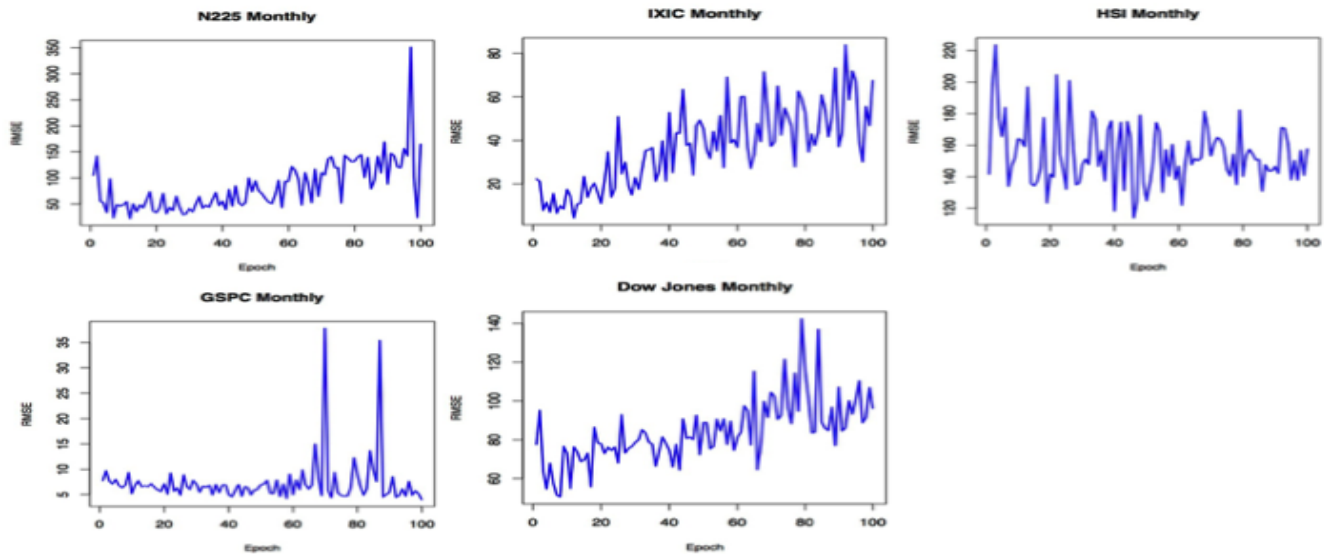 N225 Monthly
RMSE
350
300
250
200
150
100
50
0 20 40 60 80 100
Epoch
IXIC Monthly
RMSE
80
60
40
20
0 20 40 60 80 100
HSI Monthly
RMSE
220
200
180
160
140
120
0 20 40 60 80 100
Epoch
GSPC Monthly
RMSE
35
30
25
20
15
10
5
0 20 40 60 80 100
Epoch
Dow Jones Monthly
RMSE
140
120
100
80
60
0 20 40 60 80 100
Epoch